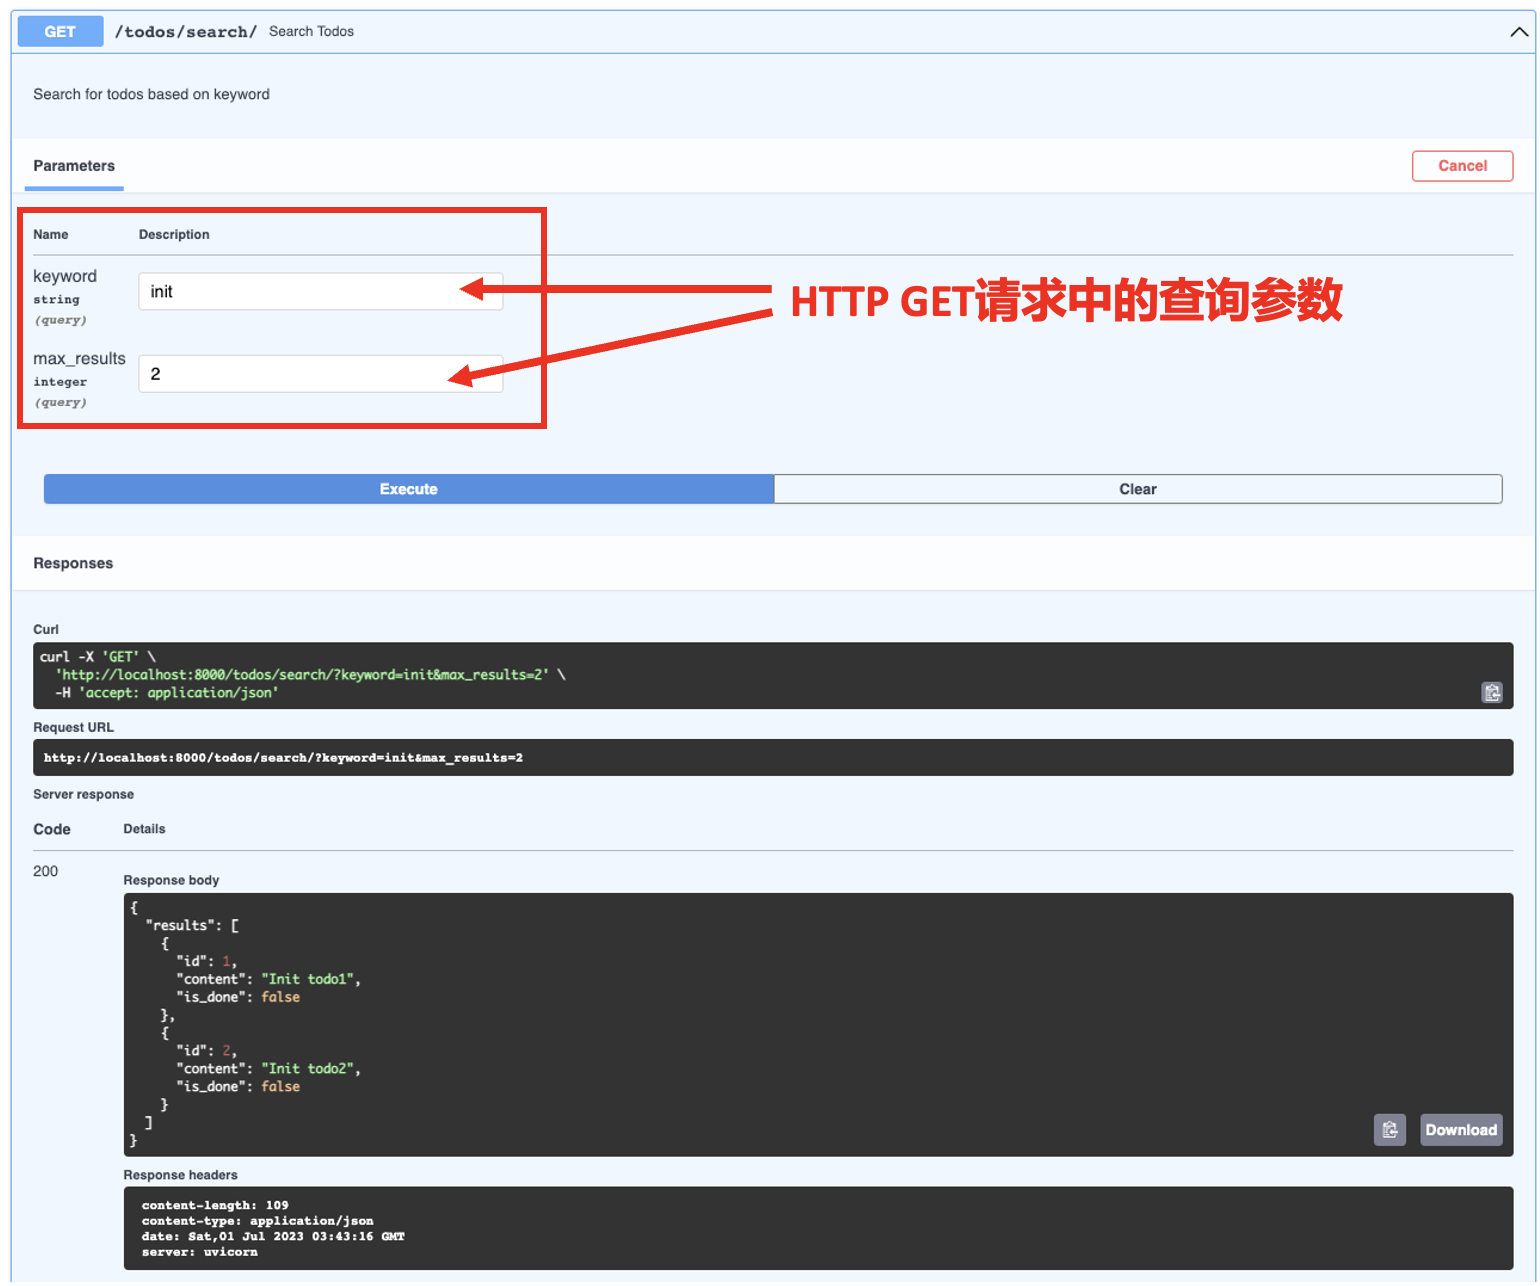 GET /todos/search/ Search Todos
Search for todos based on keyword
Parameters Cancel
Name Description
keyword
string
(query)
init
HTTP GET请求中的查询参数
max_results
integer
(query)
2
Execute Clear
Responses
Curl
curl -X 'GET' \
  'http://localhost:8000/todos/search/?keyword=init&max_results=2' \
  -H 'accept: application/json'
Request URL
http://localhost:8000/todos/search/?keyword=init&max_results=2
Server response
Code Details
200
Response body
{
  "results": [
    {
      "id": 1,
      "content": "Init todo1",
      "is_done": false
    },
    {
      "id": 2,
      "content": "Init todo2",
      "is_done": false
    }
  ]
}
Download
Response headers
content-length: 109
content-type: application/json
date: Sat,01 Jul 2023 03:43:16 GMT
server: uvicorn